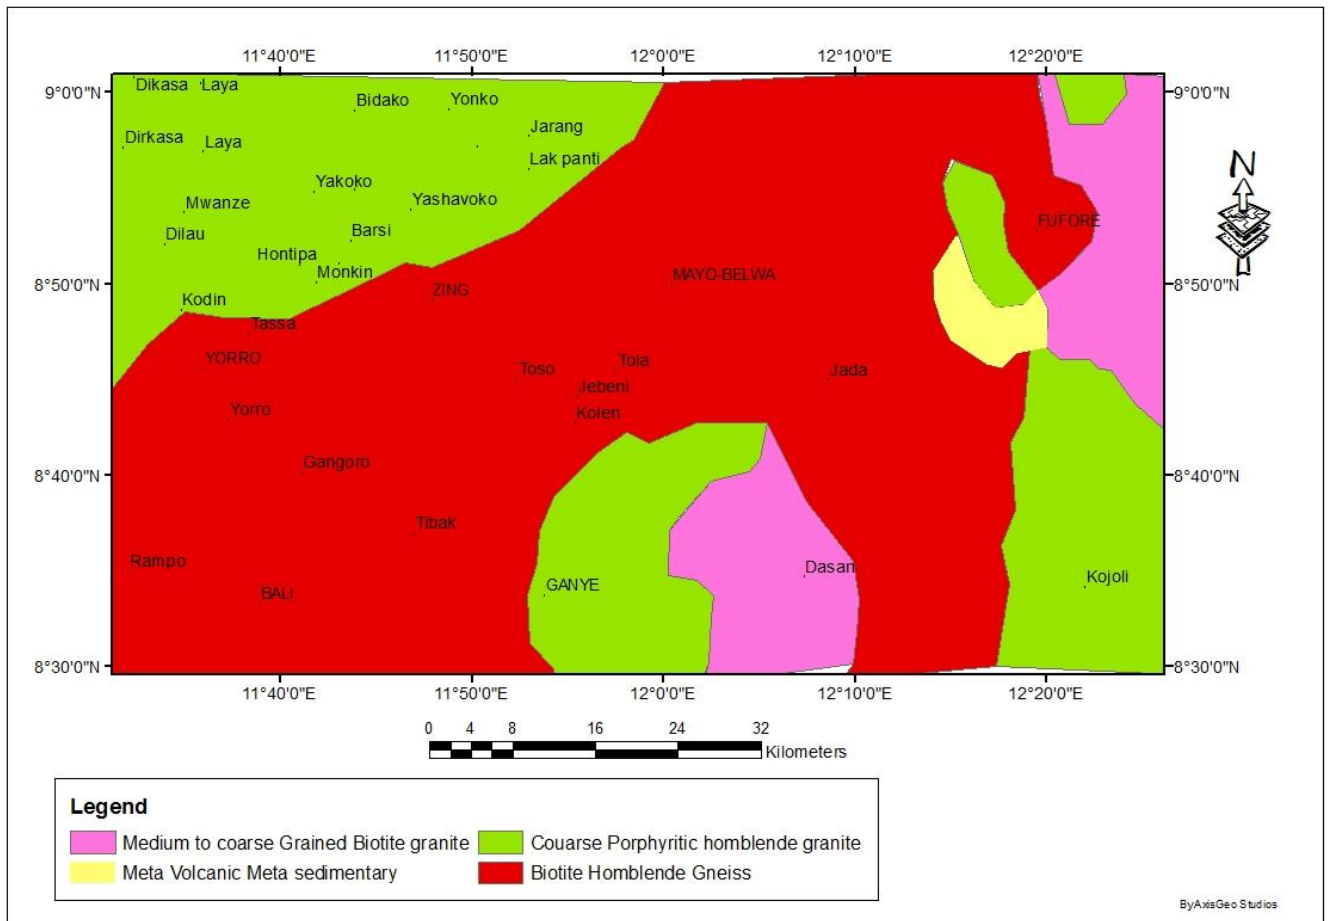 11°40'0"E 11°50'0"E 12°0'0"E 12°10'0"E 12°20'0"E
9°0'0"N 9°0'0"N
Dikasa Laya
Bidako Yonko
Jarang
Dirkasa Laya
Lak panti
N
Yakoko
Mwanze Yashavoko
FUFORE
Dilau Barsi
Hontipa
Monkin MAYO-BELWA
8°50'0"N 8°50'0"N
ZING
Kodin
Tassa
YORRO Toso Tola Jada
Jebeni
Yorro Kolen
Gangoro
8°40'0"N 8°40'0"N
Tibak
Rampo Dasan
GANYE Kojoli
BALI
8°30'0"N 8°30'0"N
11°40'0"E 11°50'0"E 12°0'0"E 12°10'0"E 12°20'0"E
0 4 8 16 24 32
Kilometers
Legend
Medium to coarse Grained Biotite granite Couarse Porphyritic homblende granite
Meta Volcanic Meta sedimentary Biotite Homblende Gneiss
ByAxisGeo Studios